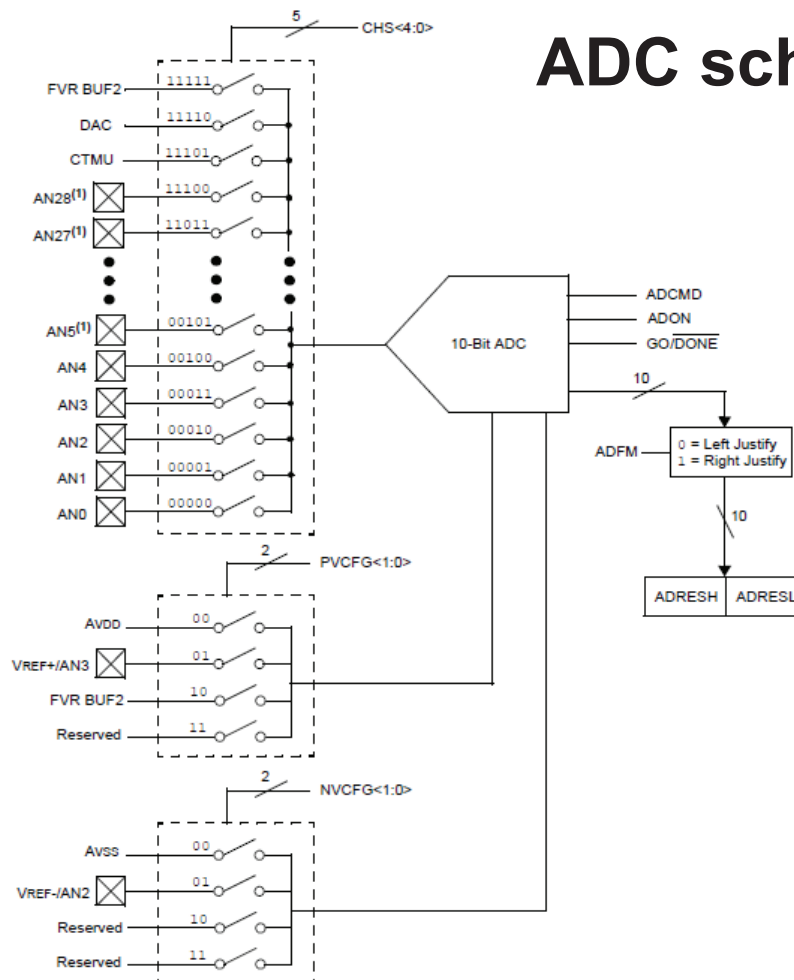 ADC sch
5 CHS<4:0>
FVR BUF2 11111
DAC 11110
CTMU 11101
AN28(1) 11100
AN27(1) 11011
AN5(1) 00101
AN4 00100
AN3 00011
AN2 00010
AN1 00001
AN0 00000
10-Bit ADC
ADCMD
ADON
GO/DONE
10
ADFM
0 = Left Justify
1 = Right Justify
10
ADRESH ADRESL
2 PVCFG<1:0>
AVDD 00
VREF+/AN3 01
FVR BUF2 10
Reserved 11
2 NVCFG<1:0>
AVSS 00
VREF-/AN2 01
Reserved 10
Reserved 11